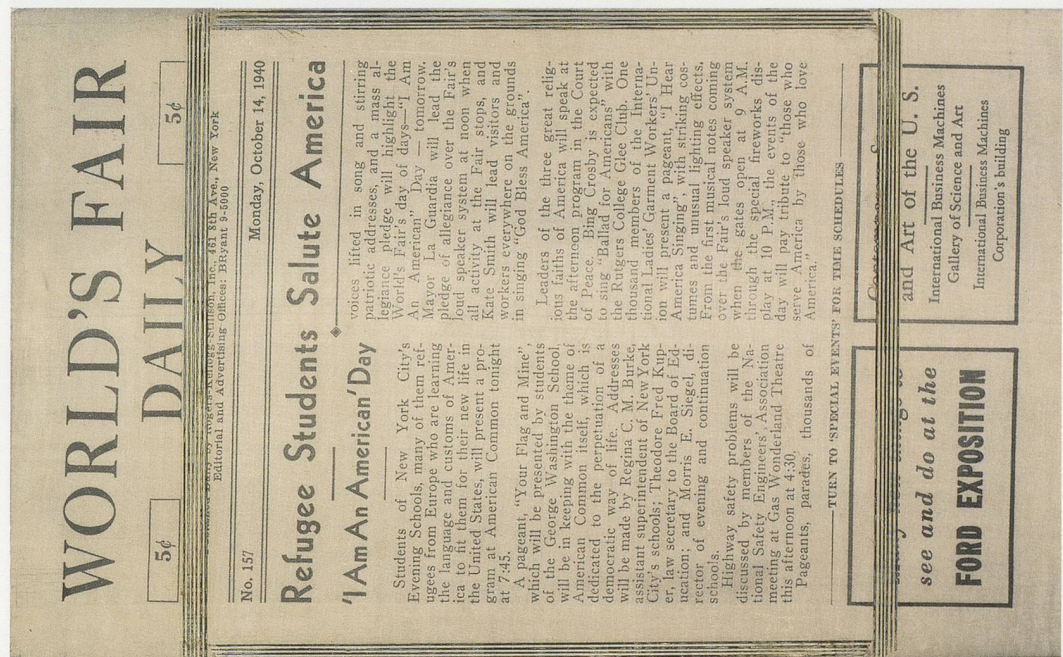 WORLD'S FAIR
5¢
DAILY
5¢
Daily by Rogers-Kellogg-Stillson, Inc., 461 8th Ave., New York
Editorial and Advertising Offices: BRyant 9-5000
No. 157
Monday, October 14, 1940
Refugee Students Salute America
'I Am An American' Day
Students of New York City's
Evening Schools, many of them ref-
ugees from Europe who are learning
the language and customs of Amer-
ica to fit them for their new life in
the United States, will present a pro-
gram at American Common tonight
at 7:45.
A pageant, "Your Flag and Mine",
which will be presented by students
of the George Washington School,
will be in keeping with the theme of
American Common itself, which is
dedicated to the perpetuation of a
democratic way of life. Addresses
will be made by Regina C. M. Burke,
assistant superintendent of New York
City's schools; Theodore Fred Kup-
er, law secretary to the Board of Ed-
ucation; and Morris E. Siegel, di-
rector of evening and continuation
schools.
Highway safety problems will be
discussed by members of the Na-
tional Safety Engineers' Association
meeting at Gas Wonderland Theatre
this afternoon at 4:30.
Pageants, parades, thousands of
voices lifted in song and stirring
patriotic addresses, and a mass al-
legiance pledge will highlight the
World's Fair's day of days—"I Am
An American" Day — tomorrow.
Mayor La Guardia will lead the
pledge of allegiance over the Fair's
loud speaker system at noon when
all activity at the Fair stops, and
Kate Smith will lead visitors and
workers everywhere on the grounds
in singing "God Bless America".
Leaders of the three great relig-
ious faiths of America will speak at
the afternoon program in the Court
of Peace. Bing Crosby is expected
to sing "Ballad for Americans" with
the Rutgers College Glee Club. One
thousand members of the Interna-
tional Ladies' Garment Workers' Un-
ion will present a pageant, "I Hear
America Singing", with striking cos-
tumes and unusual lighting effects.
From the first musical notes coming
over the Fair's loud speaker system
when the gates open at 9 A.M.
through the special fireworks dis-
play at 10 P.M., the events of the
day will pay tribute to "those who
serve America by those who love
America."
TURN TO 'SPECIAL EVENTS' FOR TIME SCHEDULES
see and do at the
FORD EXPOSITION
and Art of the U. S.
International Business Machines
Gallery of Science and Art
International Business Machines
Corporation's building